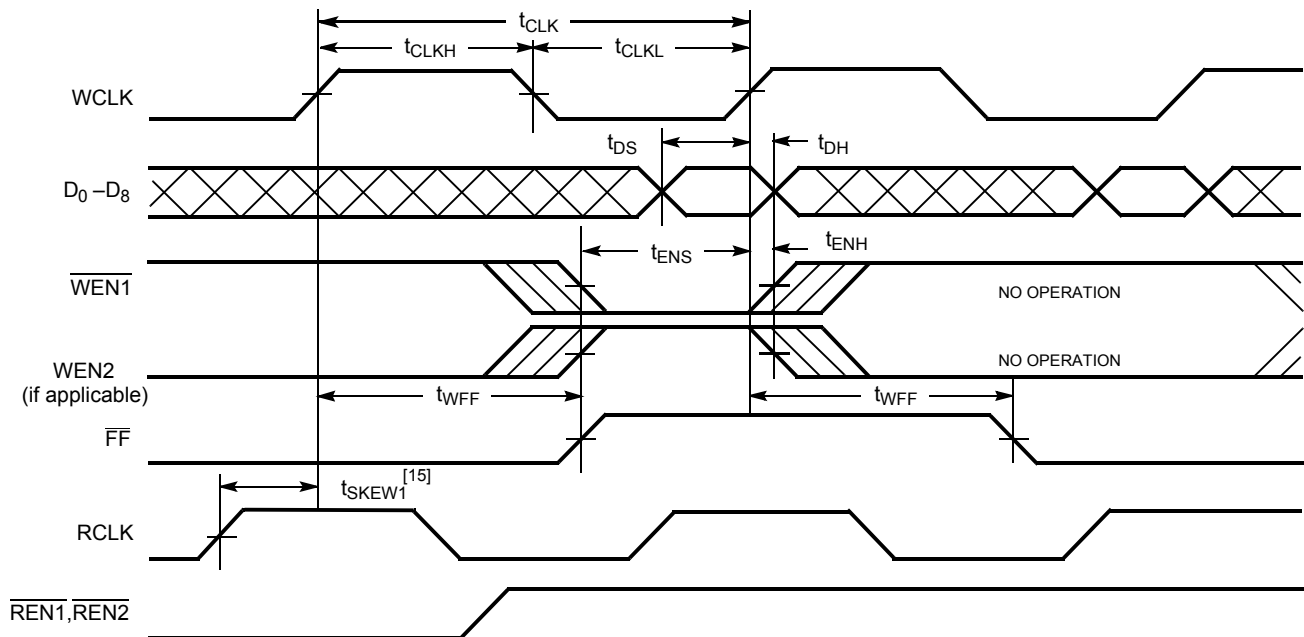 tCLK
tCLKH
tCLKL
WCLK
tDS
tDH
D0 –D8
tENS
tENH
WEN1
NO OPERATION
WEN2
(if applicable)
NO OPERATION
tWFF
tWFF
FF
tSKEW1[15]
RCLK
REN1,REN2